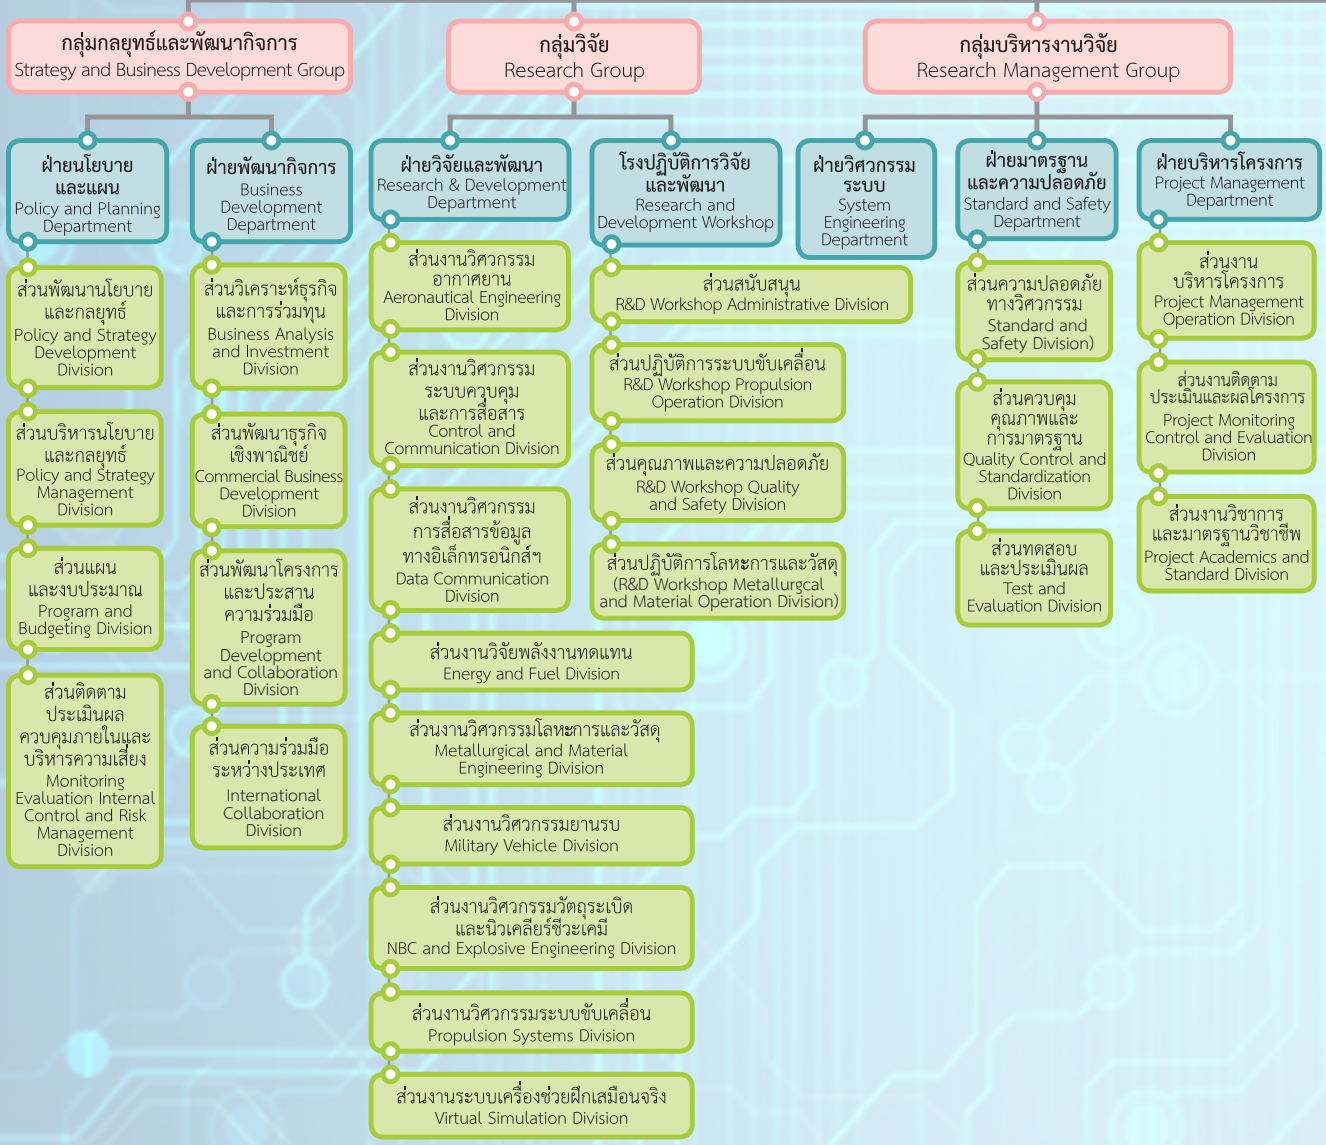 กลุ่มกลยุทธ์และพัฒนากิจการ
Strategy and Business Development Group
กลุ่มวิจัย
Research Group
กลุ่มบริหารงานวิจัย
Research Management Group
ฝ่ายนโยบาย
และแผน
Policy and Planning
Department
ส่วนพัฒนานโยบาย
และกลยุทธ์
Policy and Strategy
Development
Division
ส่วนบริหารนโยบาย
และกลยุทธ์
Policy and Strategy
Management
Division
ส่วนแผน
และงบประมาณ
Program and
Budgeting Division
ส่วนติดตาม
ประเมินผล
ควบคุมภายในและ
บริหารความเสี่ยง
Monitoring
Evaluation Internal
Control and Risk
Management
Division
ฝ่ายพัฒนากิจการ
Business
Development
Department
ส่วนวิเคราะห์ธุรกิจ
และการร่วมทุน
Business Analysis
and Investment
Division
ส่วนพัฒนาธุรกิจ
เชิงพาณิชย์
Commercial Business
Development
Division
ส่วนพัฒนาโครงการ
และประสาน
ความร่วมมือ
Program
Development
and Collaboration
Division
ส่วนความร่วมมือ
ระหว่างประเทศ
International
Collaboration
Division
ฝ่ายวิจัยและพัฒนา
Research & Development
Department
ส่วนงานวิศวกรรม
อากาศยาน
Aeronautical Engineering
Division
ส่วนงานวิศวกรรม
ระบบควบคุม
และการสื่อสาร
Control and
Communication Division
ส่วนงานวิศวกรรม
การสื่อสารข้อมูล
ทางอิเล็กทรอนิกส์ฯ
Data Communication
Division
ส่วนงานวิจัยพลังงานทดแทน
Energy and Fuel Division
ส่วนงานวิศวกรรมโลหะการและวัสดุ
Metallurgical and Material
Engineering Division
ส่วนงานวิศวกรรมยานรบ
Military Vehicle Division
ส่วนงานวิศวกรรมวัตถุระเบิด
และนิวเคลียร์ชีวะเคมี
NBC and Explosive Engineering Division
ส่วนงานวิศวกรรมระบบขับเคลื่อน
Propulsion Systems Division
ส่วนงานระบบเครื่องช่วยฝึกเสมือนจริง
Virtual Simulation Division
โรงปฏิบัติการวิจัย
และพัฒนา
Research and
Development Workshop
ส่วนสนับสนุน
R&D Workshop Administrative Division
ส่วนปฏิบัติการระบบขับเคลื่อน
R&D Workshop Propulsion
Operation Division
ส่วนคุณภาพและความปลอดภัย
R&D Workshop Quality
and Safety Division
ส่วนปฏิบัติการโลหะการและวัสดุ
(R&D Workshop Metallurgcal
and Material Operation Division)
ฝ่ายวิศวกรรม
ระบบ
System
Engineering
Department
ฝ่ายมาตรฐาน
และความปลอดภัย
Standard and Safety
Department
ส่วนความปลอดภัย
ทางวิศวกรรม
Standard and
Safety Division)
ส่วนควบคุม
คุณภาพและ
การมาตรฐาน
Quality Control and
Standardization
Division
ส่วนทดสอบ
และประเมินผล
Test and
Evaluation Division
ฝ่ายบริหารโครงการ
Project Management
Department
ส่วนงาน
บริหารโครงการ
Project Management
Operation Division
ส่วนงานติดตาม
ประเมินและผลโครงการ
Project Monitoring
Control and Evaluation
Division
ส่วนงานวิชาการ
และมาตรฐานวิชาชีพ
Project Academics and
Standard Division